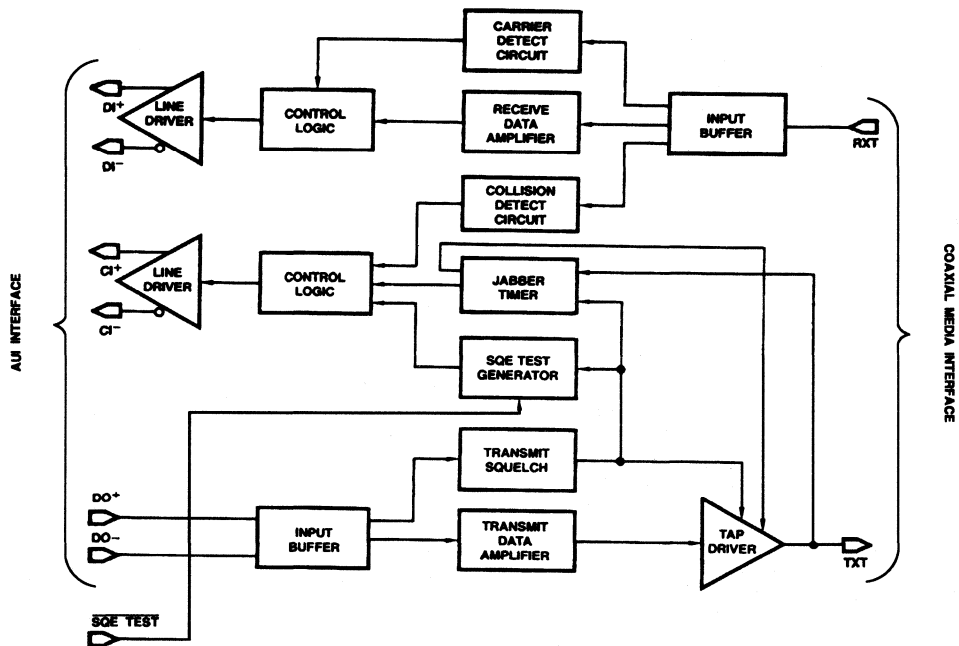 CARRIER
DETECT
CIRCUIT
DI+
DI−
LINE
DRIVER
CONTROL
LOGIC
RECEIVE
DATA
AMPLIFIER
INPUT
BUFFER
RXT
COLLISION
DETECT
CIRCUIT
CI+
CI−
LINE
DRIVER
CONTROL
LOGIC
JABBER
TIMER
SQE TEST
GENERATOR
AUI INTERFACE
COAXIAL MEDIA INTERFACE
TRANSMIT
SQUELCH
DO+
DO−
INPUT
BUFFER
TRANSMIT
DATA
AMPLIFIER
TAP
DRIVER
TXT
SQE TEST